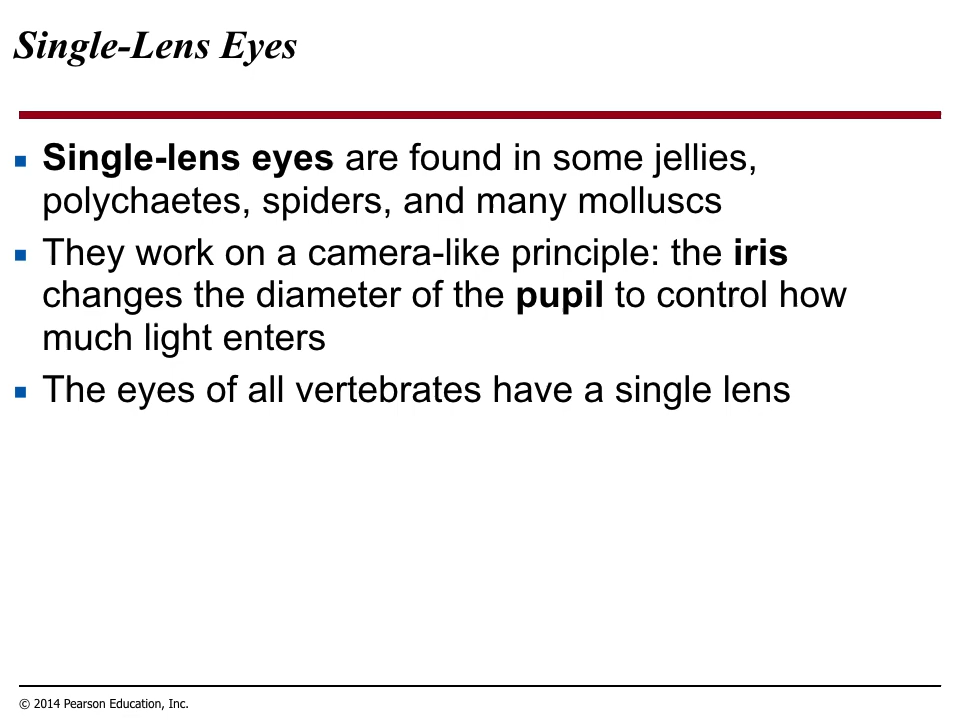 Single-Lens Eyes
Single-lens eyes are found in some jellies,
polychaetes, spiders, and many molluscs
They work on a camera-like principle: the iris
changes the diameter of the pupil to control how
much light enters
The eyes of all vertebrates have a single lens
© 2014 Pearson Education, Inc.